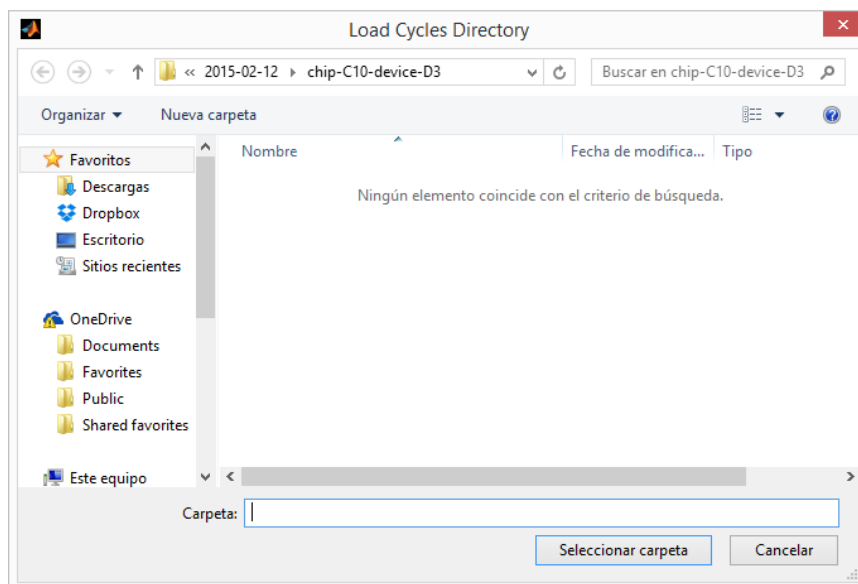 Load Cycles Directory
« 2015-02-12 chip-C10-device-D3 Buscar en chip-C10-device-D3
Organizar Nueva carpeta
Nombre Fecha de modifica... Tipo
Ningún elemento coincide con el criterio de búsqueda.
Favoritos
Descargas
Dropbox
Escritorio
Sitios recientes
OneDrive
Documents
Favorites
Public
Shared favorites
Este equipo
Carpeta:
Seleccionar carpeta Cancelar